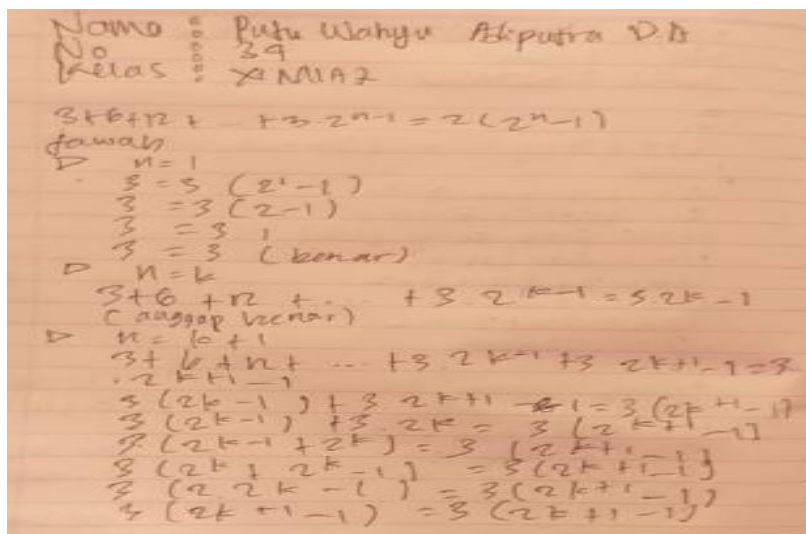 Nama : Putu Wahyu Adiputra D.A
No : 34
Kelas : XI MIA 2
3+6+12 + ... +3.2ⁿ⁻¹ = 2(2ⁿ-1)
Jawab
▷ n = 1
3 = 3 (2¹-1)
3 = 3 (2-1)
3 = 3 1
3 = 3 (benar)
▷ n = k
3+6+12 + ... +3 2ᵏ⁻¹ = 3 2ᵏ-1
(anggap benar)
▷ n = k+1
3+6+12+ ... +3.2ᵏ⁻¹ +3 2ᵏ⁺¹⁻¹ = 3
. 2ᵏ⁺¹-1
3 (2ᵏ-1) +3 2ᵏ⁺¹⁻¹ = 3 (2ᵏ⁺¹-1)
3 (2ᵏ-1) +3.2ᵏ = 3 (2ᵏ⁺¹-1)
3 (2ᵏ-1+2ᵏ) = 3 (2ᵏ⁺¹-1)
3 (2ᵏ+2ᵏ-1) = 3(2ᵏ⁺¹-1)
3 (2.2ᵏ-1) = 3(2ᵏ⁺¹-1)
3 (2ᵏ⁺¹-1) = 3 (2ᵏ⁺¹-1)